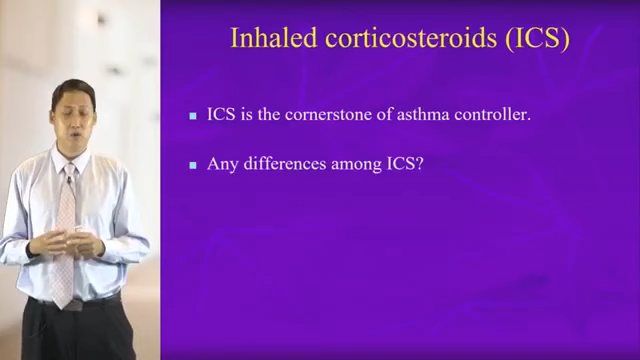 Inhaled corticosteroids (ICS)
ICS is the cornerstone of asthma controller.
Any differences among ICS?